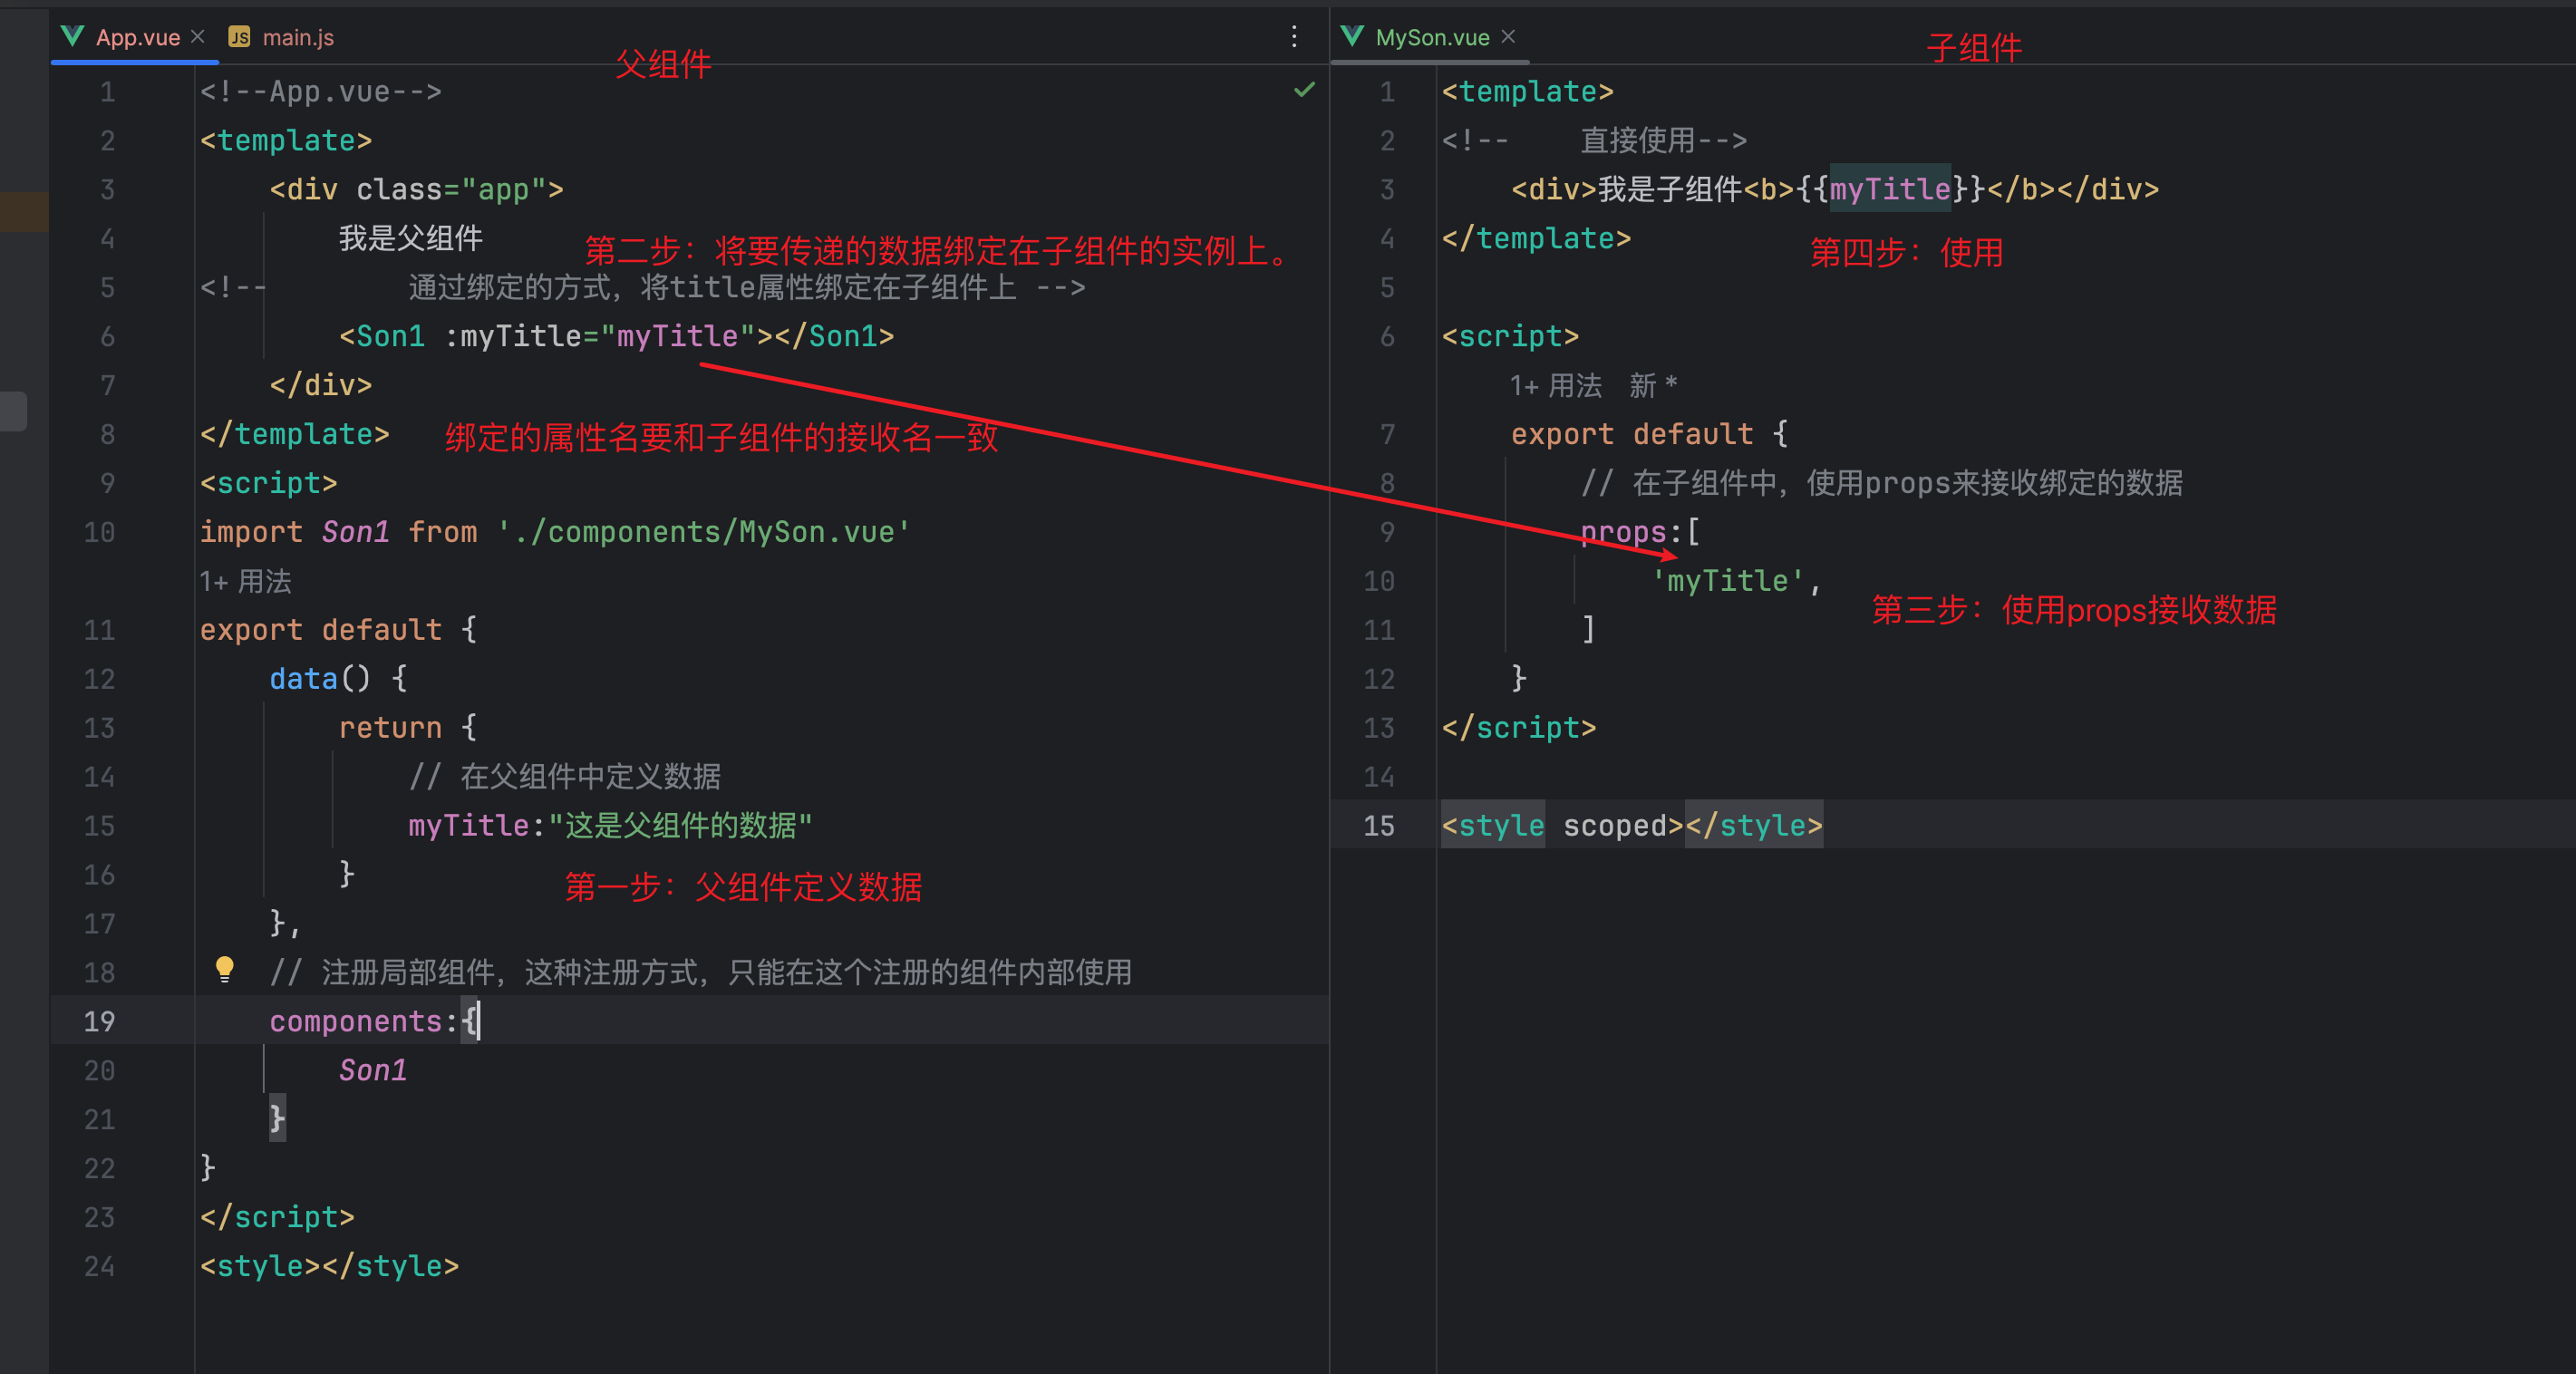 App.vue
JS main.js
父组件
1 <!--App.vue-->
2 <template>
3 <div class="app">
4 我是父组件
第二步：将要传递的数据绑定在子组件的实例上。
5 <!-- 通过绑定的方式，将title属性绑定在子组件上 -->
6 <Son1 :myTitle="myTitle"></Son1>
7 </div>
8 </template>
绑定的属性名要和子组件的接收名一致
9 <script>
10 import Son1 from './components/MySon.vue'
1+ 用法
11 export default {
12 data() {
13 return {
14 // 在父组件中定义数据
15 myTitle:"这是父组件的数据"
16 }
第一步：父组件定义数据
17 },
18 // 注册局部组件，这种注册方式，只能在这个注册的组件内部使用
19 components:{
20 Son1
21 }
22 }
23 </script>
24 <style></style>
MySon.vue
子组件
1 <template>
2 <!-- 直接使用-->
3 <div>我是子组件<b>{{myTitle}}</b></div>
4 </template>
第四步：使用
5
6 <script>
1+ 用法 新 *
7 export default {
8 // 在子组件中，使用props来接收绑定的数据
9 props:[
10 'myTitle',
第三步：使用props接收数据
11 ]
12 }
13 </script>
14
15 <style scoped></style>